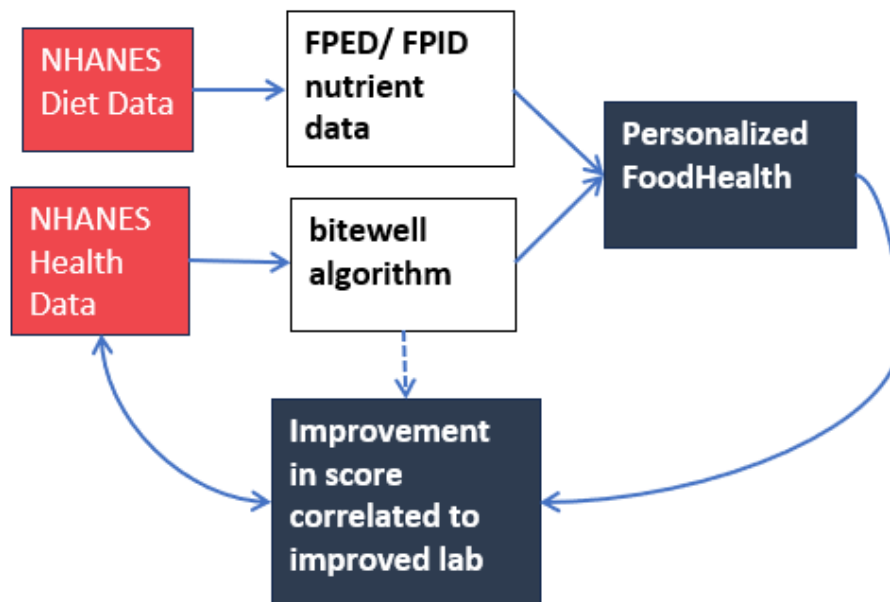 NHANES
Diet Data
FPED/ FPID
nutrient
data
Personalized
FoodHealth
NHANES
Health
Data
bitewell
algorithm
Improvement
in score
correlated to
improved lab